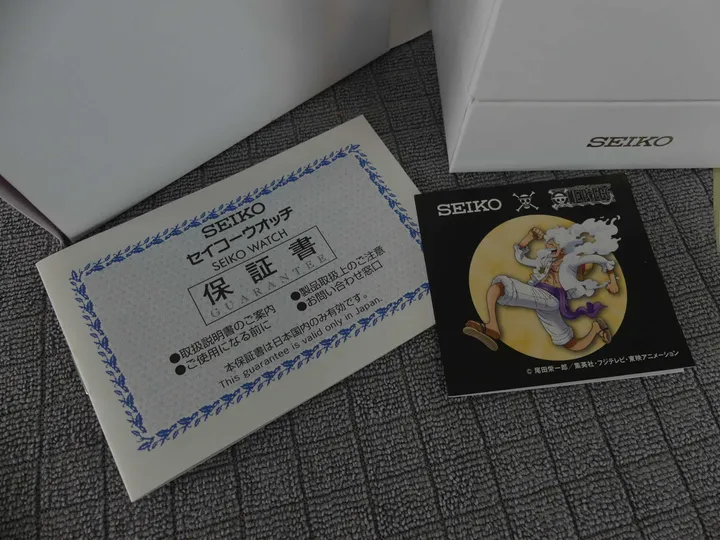 SEIKO
SEIKO
セイコーウオッチ
SEIKO WATCH
保証書
GUARANTEE
●取扱説明書のご案内
●ご使用になる前に
●製品取扱上のご注意
●お問い合わせ窓口
本保証書は日本国内のみ有効です。
This guarantee is valid only in Japan.
SEIKO
© 尾田栄一郎／集英社・フジテレビ・東映アニメーション